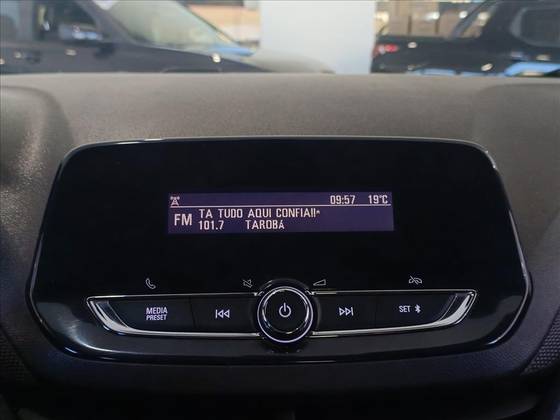 09:57 19°C
FM TA TUDO AQUI CONFIA!!*
101.7 TAROBÁ
MEDIA
PRESET
SET